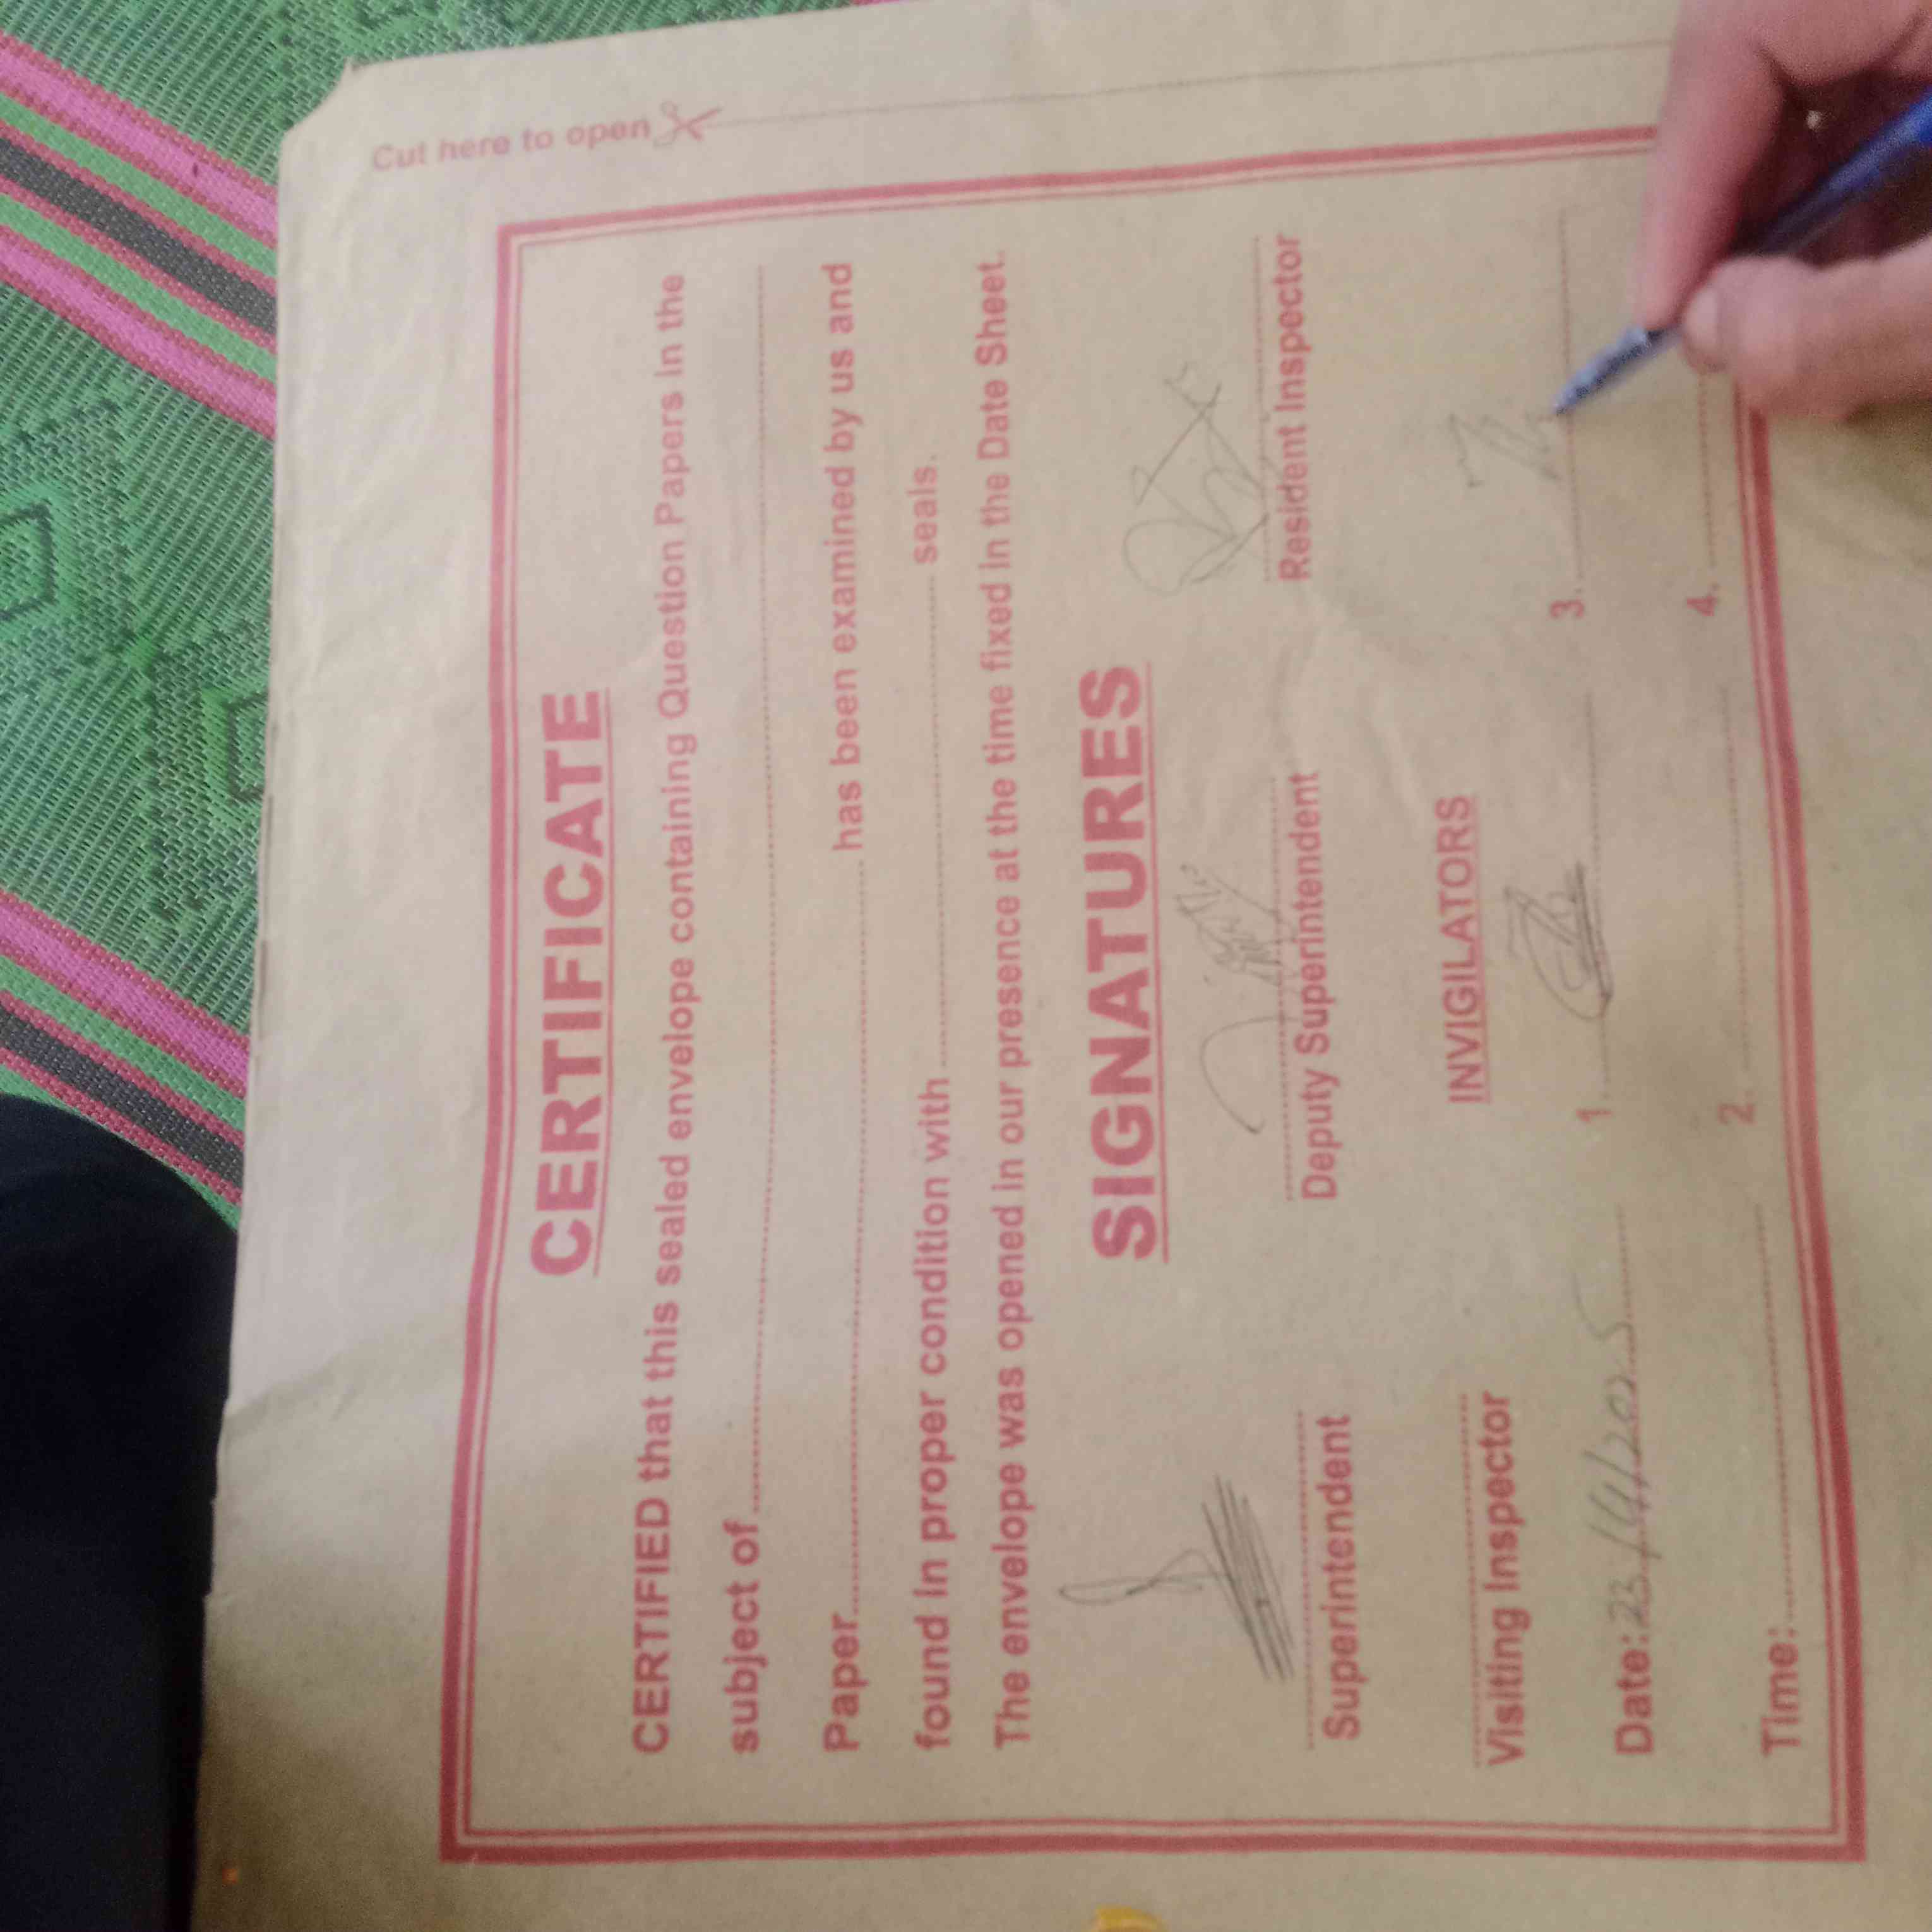 Cut here to open
CERTIFICATE
CERTIFIED that this sealed envelope containing Question Papers in the
subject of
Paper has been examined by us and
found in proper condition with seals.
The envelope was opened in our presence at the time fixed in the Date Sheet.
SIGNATURES
Superintendent Deputy Superintendent Resident Inspector
INVIGILATORS
Visiting Inspector
Date: 23/4/2025 1. 3.
Time: 2. 4.